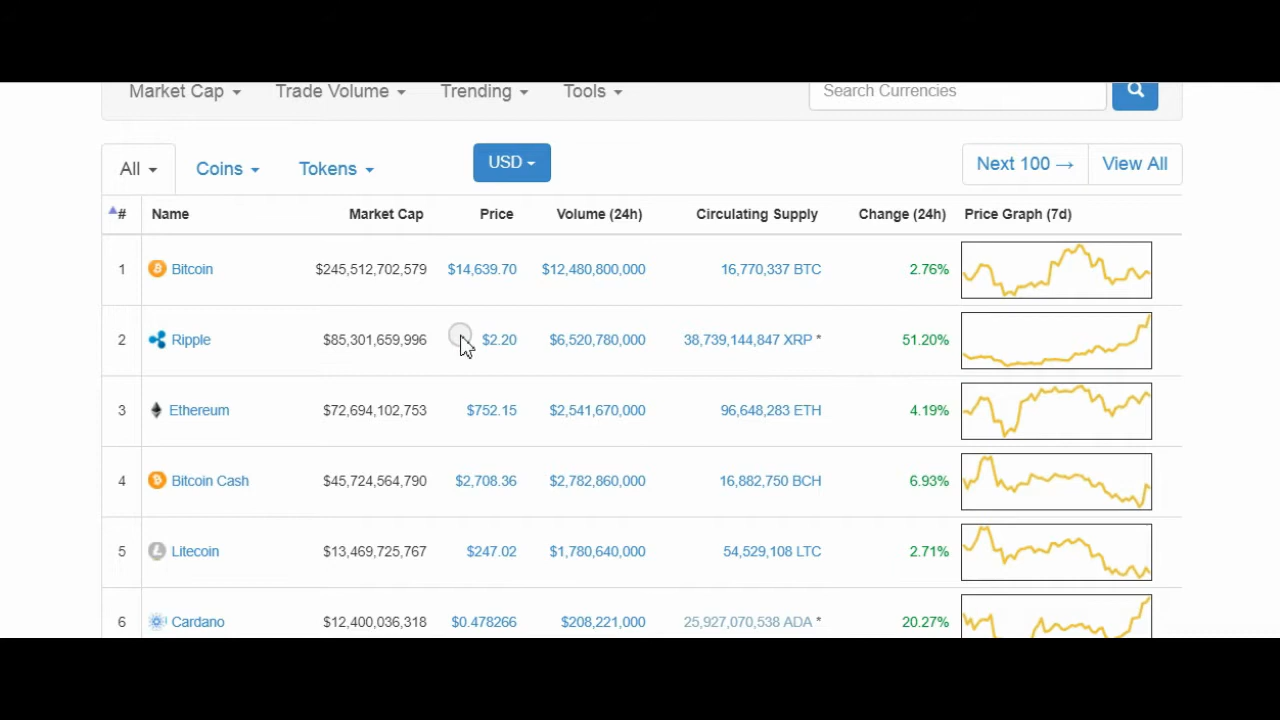 Market Cap Trade Volume Trending Tools Search Currencies
All Coins Tokens USD Next 100 → View All
# Name Market Cap Price Volume (24h) Circulating Supply Change (24h) Price Graph (7d)
1 Bitcoin $245,512,702,579 $14,639.70 $12,480,800,000 16,770,337 BTC 2.76%
2 Ripple $85,301,659,996 $2.20 $6,520,780,000 38,739,144,847 XRP * 51.20%
3 Ethereum $72,694,102,753 $752.15 $2,541,670,000 96,648,283 ETH 4.19%
4 Bitcoin Cash $45,724,564,790 $2,708.36 $2,782,860,000 16,882,750 BCH 6.93%
5 Litecoin $13,469,725,767 $247.02 $1,780,640,000 54,529,108 LTC 2.71%
6 Cardano $12,400,036,318 $0.478266 $208,221,000 25,927,070,538 ADA * 20.27%